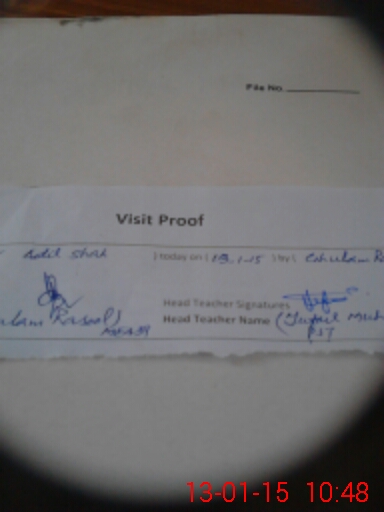 File No.
Visit Proof
Adil Shah ) today on ( 13.1.15 ) by (
Head Teacher Signatures
Rasool) Head Teacher Name (
PST
13-01-15 10:48